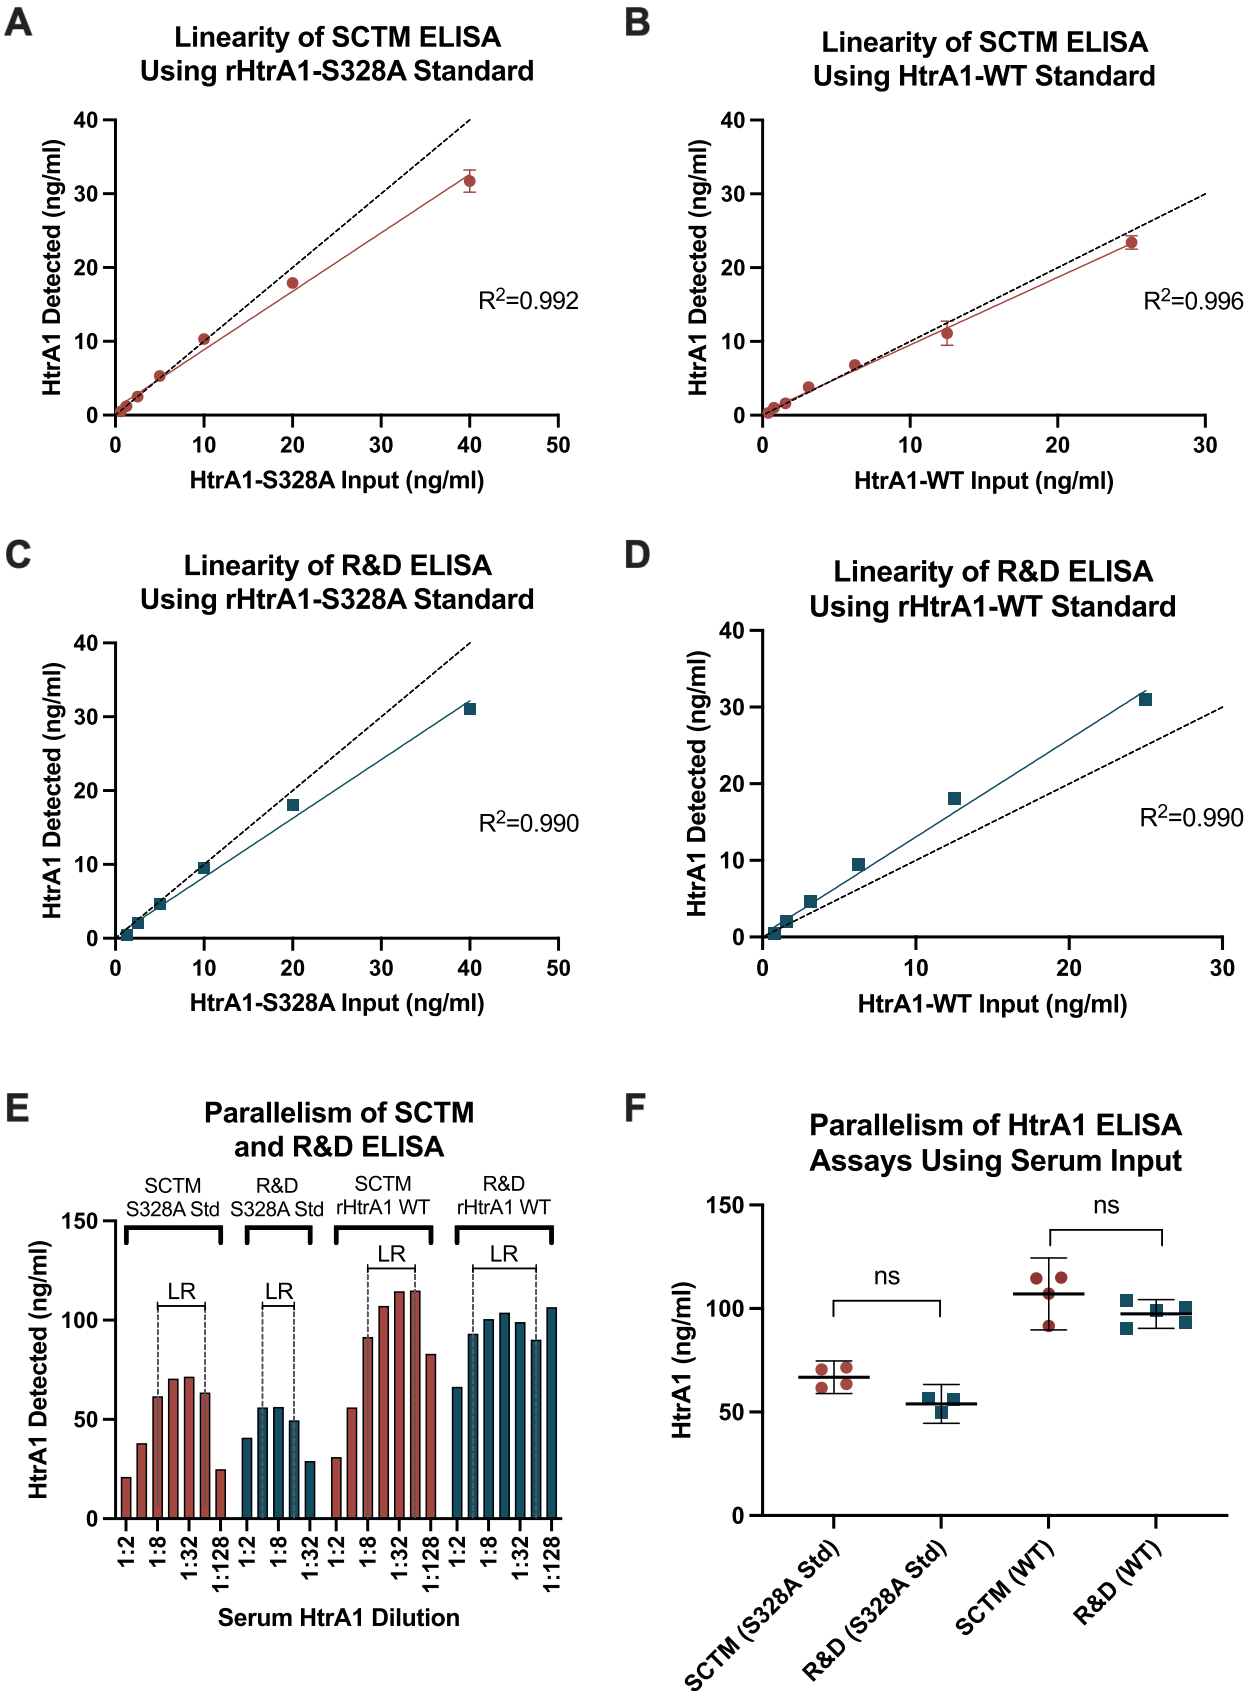 A
Linearity of SCTM ELISA
Using rHtrA1-S328A Standard
HtrA1 Detected (ng/ml)
40
30
20
10
0
R2=0.992
0 10 20 30 40 50
HtrA1-S328A Input (ng/ml)
B
Linearity of SCTM ELISA
Using HtrA1-WT Standard
HtrA1 Detected (ng/ml)
40
30
20
10
0
R2=0.996
0 10 20 30
HtrA1-WT Input (ng/ml)
C
Linearity of R&D ELISA
Using rHtrA1-S328A Standard
HtrA1 Detected (ng/ml)
40
30
20
10
0
R2=0.990
0 10 20 30 40 50
HtrA1-S328A Input (ng/ml)
D
Linearity of R&D ELISA
Using rHtrA1-WT Standard
HtrA1 Detected (ng/ml)
40
30
20
10
0
R2=0.990
0 10 20 30
HtrA1-WT Input (ng/ml)
E
Parallelism of SCTM
and R&D ELISA
SCTM
S328A Std
R&D
S328A Std
SCTM
rHtrA1 WT
R&D
rHtrA1 WT
HtrA1 Detected (ng/ml)
150
100
50
0
LR
LR
LR
LR
1:2 1:8 1:32 1:128 1:2 1:8 1:32 1:2 1:8 1:32 1:128 1:2 1:8 1:32 1:128
Serum HtrA1 Dilution
F
Parallelism of HtrA1 ELISA
Assays Using Serum Input
HtrA1 (ng/ml)
150
100
50
0
ns
ns
SCTM (S328A Std)
R&D (S328A Std)
SCTM (WT)
R&D (WT)